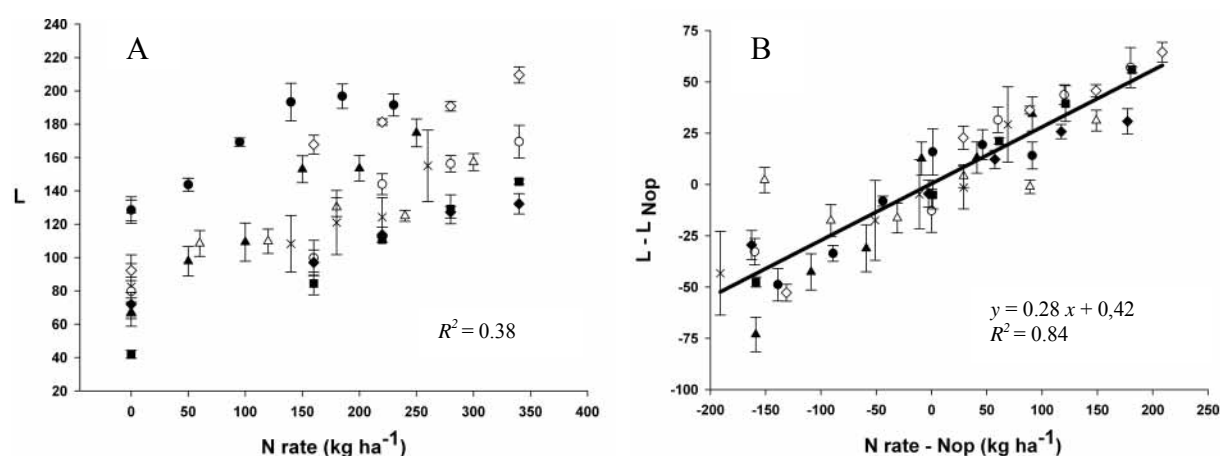 A
240
220
200
180
160
140
120
100
80
60
40
20
L
R² = 0.38
0 50 100 150 200 250 300 350 400
N rate (kg ha⁻¹)
B
75
50
25
0
-25
-50
-75
-100
L - L Nop
y = 0.28 x + 0,42
R² = 0.84
-200 -150 -100 -50 0 50 100 150 200 250
N rate - Nop (kg ha⁻¹)